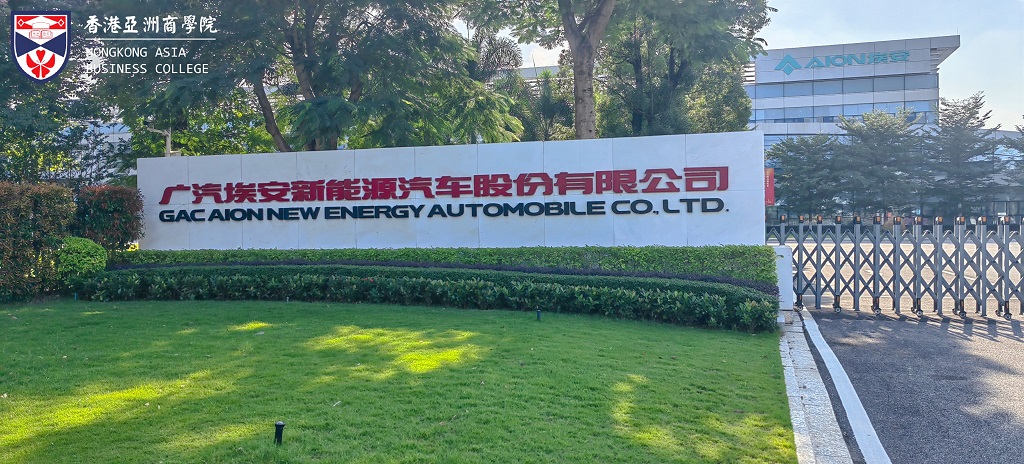 香港亞洲商學院
HONGKONG ASIA
BUSINESS COLLEGE
AION埃安
广汽埃安新能源汽车股份有限公司
GAC AION NEW ENERGY AUTOMOBILE CO., LTD.